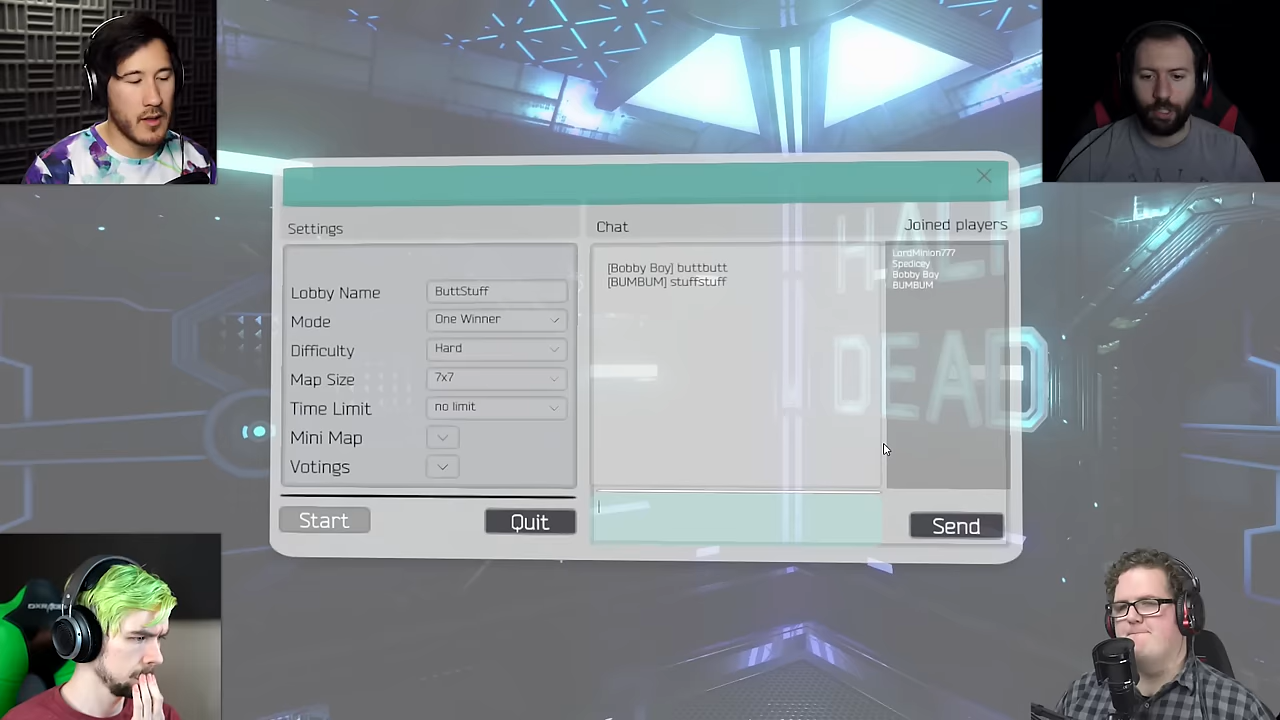 Settings
Chat
Joined players
Lobby Name
ButtStuff
Mode
One Winner
Difficulty
Hard
Map Size
7x7
Time Limit
no limit
Mini Map
Votings
[Bobby Boy] buttbutt
[BUMBUM] stuffstuff
LordMinion777
Spedicey
Bobby Boy
BUMBUM
DEAD
Start
Quit
Send